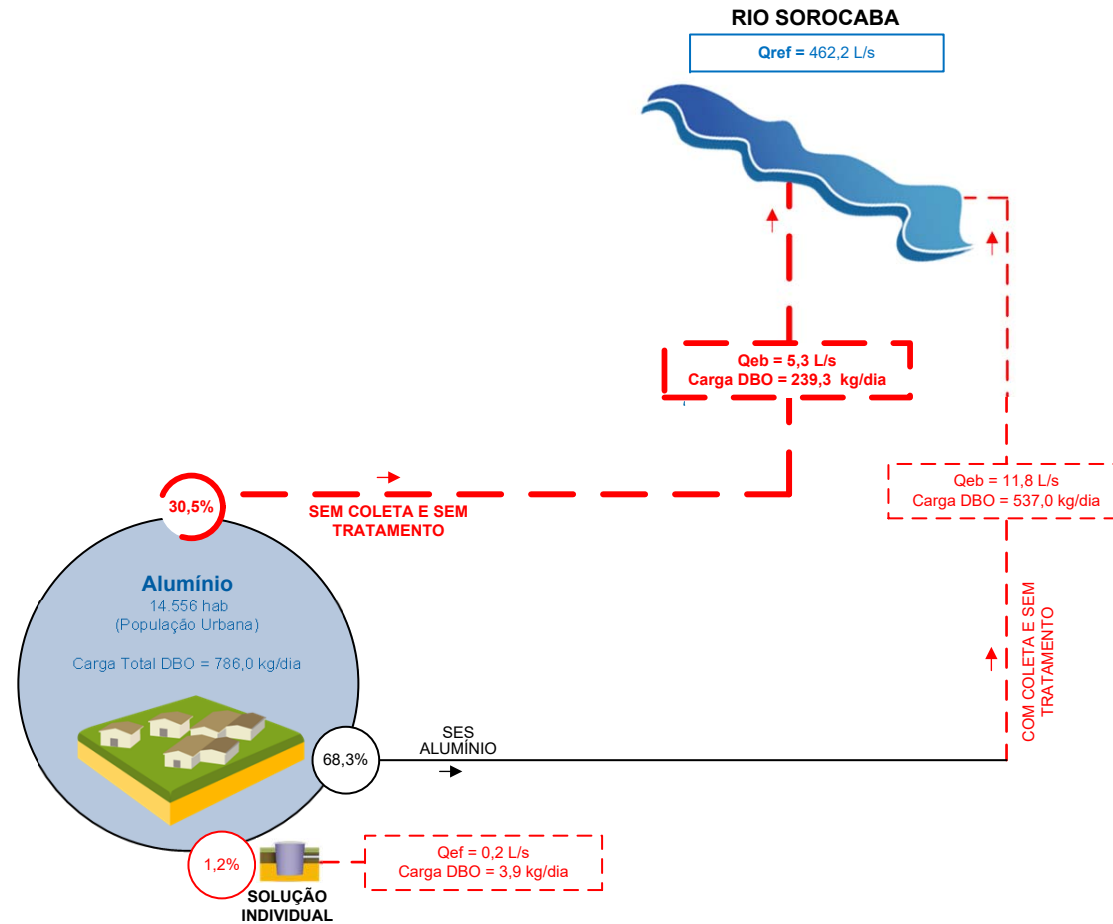 RIO SOROCABA
Qref = 462,2 L/s
Qeb = 5,3 L/s
Carga DBO = 239,3 kg/dia
Qeb = 11,8 L/s
Carga DBO = 537,0 kg/dia
30,5%
SEM COLETA E SEM
TRATAMENTO
Alumínio
14.556 hab
(População Urbana)
Carga Total DBO = 786,0 kg/dia
COM COLETA E SEM
TRATAMENTO
68,3%
SES
ALUMÍNIO
1,2%
SOLUÇÃO
INDIVIDUAL
Qef = 0,2 L/s
Carga DBO = 3,9 kg/dia